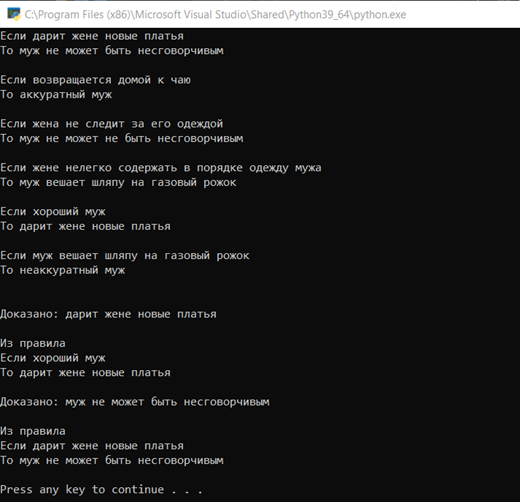 C:\Program Files (x86)\Microsoft Visual Studio\Shared\Python39_64\python.exe
Если дарит жене новые платья
То муж не может быть несговорчивым
Если возвращается домой к чаю
То аккуратный муж
Если жена не следит за его одеждой
То муж не может не быть несговорчивым
Если жене нелегко содержать в порядке одежду мужа
То муж вешает шляпу на газовый рожок
Если хороший муж
То дарит жене новые платья
Если муж вешает шляпу на газовый рожок
То неаккуратный муж
Доказано: дарит жене новые платья
Из правила
Если хороший муж
То дарит жене новые платья
Доказано: муж не может быть несговорчивым
Из правила
Если дарит жене новые платья
То муж не может быть несговорчивым
Press any key to continue . . .